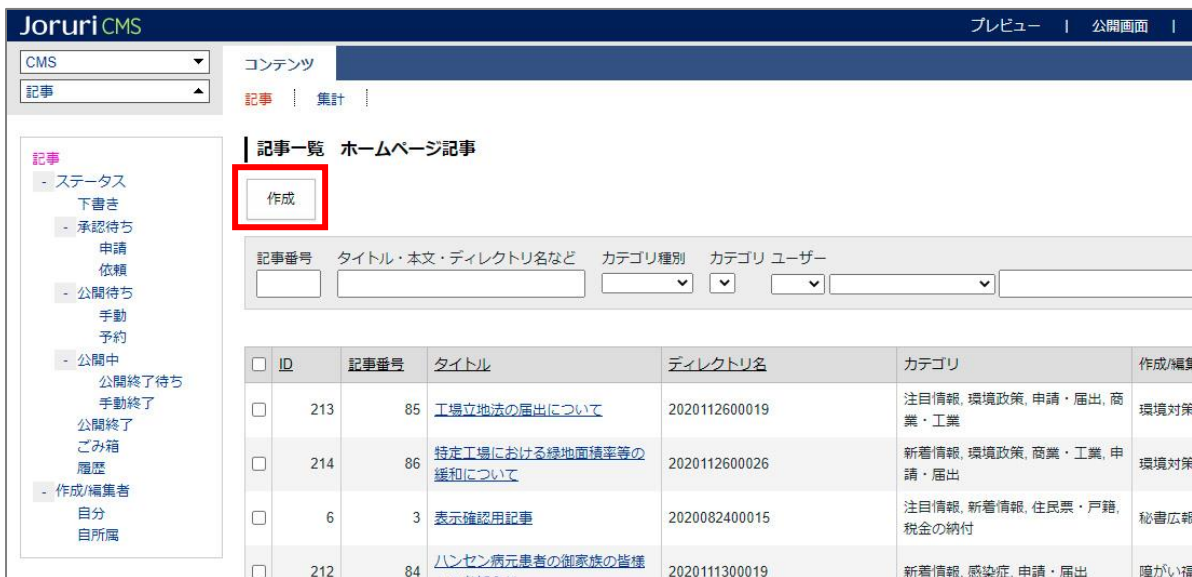 Joruri CMS
プレビュー | 公開画面 |
CMS
記事
コンテンツ
記事 集計
記事
- ステータス
下書き
- 承認待ち
申請
依頼
- 公開待ち
手動
予約
- 公開中
公開終了待ち
手動終了
公開終了
ごみ箱
履歴
- 作成/編集者
自分
自所属
記事一覧 ホームページ記事
作成
記事番号 タイトル・本文・ディレクトリ名など カテゴリ種別 カテゴリ ユーザー
ID 記事番号 タイトル ディレクトリ名 カテゴリ 作成/編集
213 85 工場立地法の届出について 2020112600019 注目情報, 環境政策, 申請・届出, 商
業・工業 環境対策
214 86 特定工場における緑地面積率等の
緩和について 2020112600026 新着情報, 環境政策, 商業・工業, 申
請・届出 環境対策
6 3 表示確認用記事 2020082400015 注目情報, 新着情報, 住民票・戸籍,
税金の納付 秘書広報
212 84 ハンセン病元患者の御家族の皆様
2020111300019 新着情報, 感染症, 申請・届出 障がい福